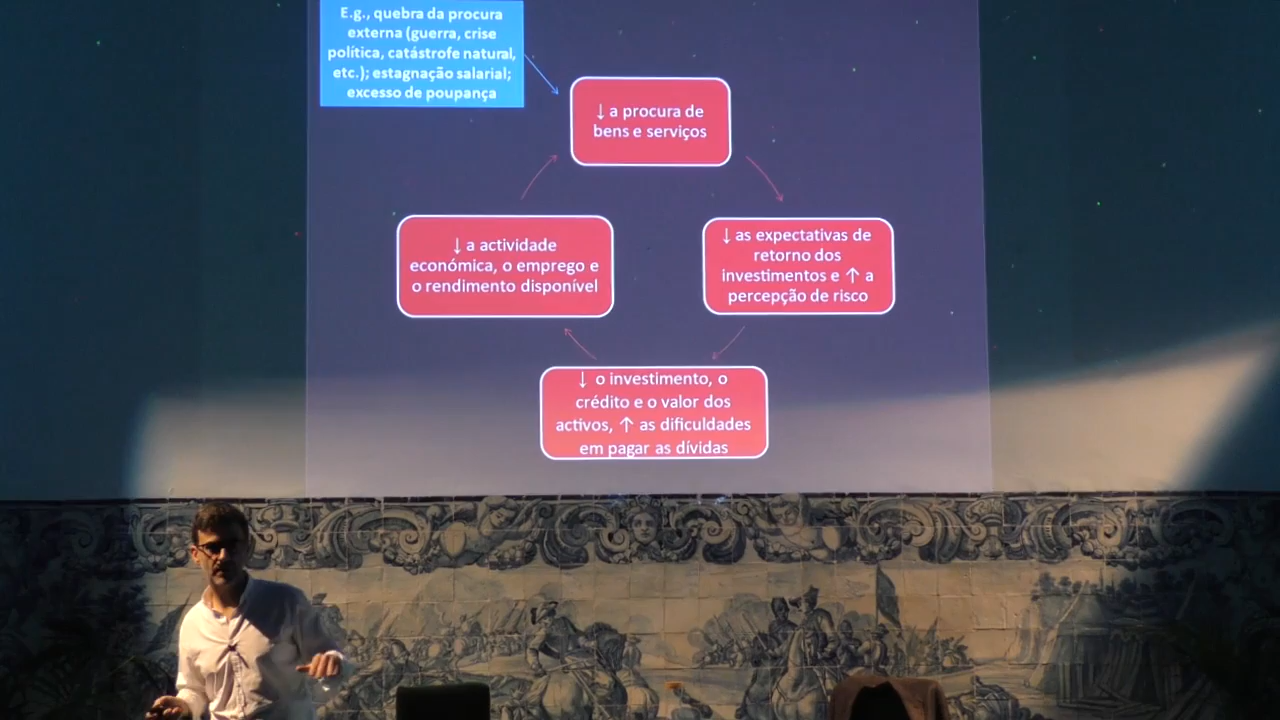 E.g., quebra da procura
externa (guerra, crise
política, catástrofe natural,
etc.); estagnação salarial;
excesso de poupança
↓ a procura de
bens e serviços
↓ as expectativas de
retorno dos
investimentos e ↑ a
percepção de risco
↓ o investimento, o
crédito e o valor dos
activos, ↑ as dificuldades
em pagar as dívidas
↓ a actividade
económica, o emprego e
o rendimento disponível